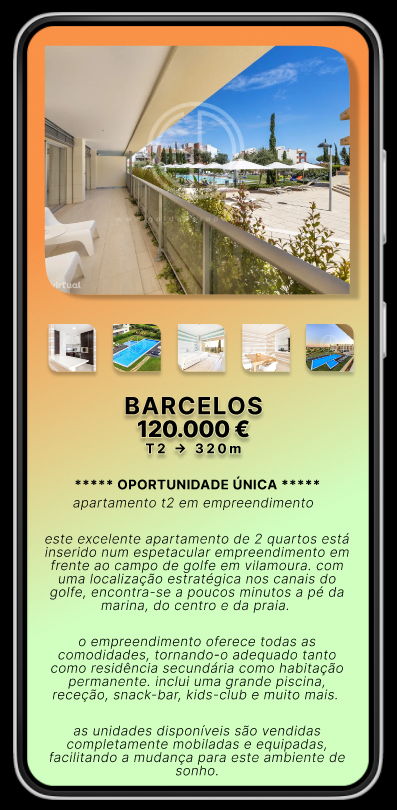 virtual
BARCELOS
120.000 €
T2 → 320m
***** OPORTUNIDADE ÚNICA *****
apartamento t2 em empreendimento
este excelente apartamento de 2 quartos está
inserido num espetacular empreendimento em
frente ao campo de golfe em vilamoura. com
uma localização estratégica nos canais do
golfe, encontra-se a poucos minutos a pé da
marina, do centro e da praia.
o empreendimento oferece todas as
comodidades, tornando-o adequado tanto
como residência secundária como habitação
permanente. inclui uma grande piscina,
receção, snack-bar, kids-club e muito mais.
as unidades disponíveis são vendidas
completamente mobiladas e equipadas,
facilitando a mudança para este ambiente de
sonho.